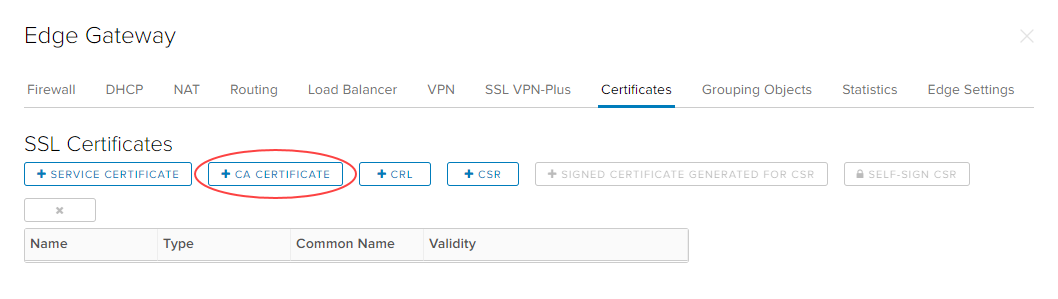 Edge Gateway
Firewall DHCP NAT Routing Load Balancer VPN SSL VPN-Plus Certificates Grouping Objects Statistics Edge Settings
SSL Certificates
+ SERVICE CERTIFICATE + CA CERTIFICATE + CRL + CSR + SIGNED CERTIFICATE GENERATED FOR CSR SELF-SIGN CSR
Name Type Common Name Validity